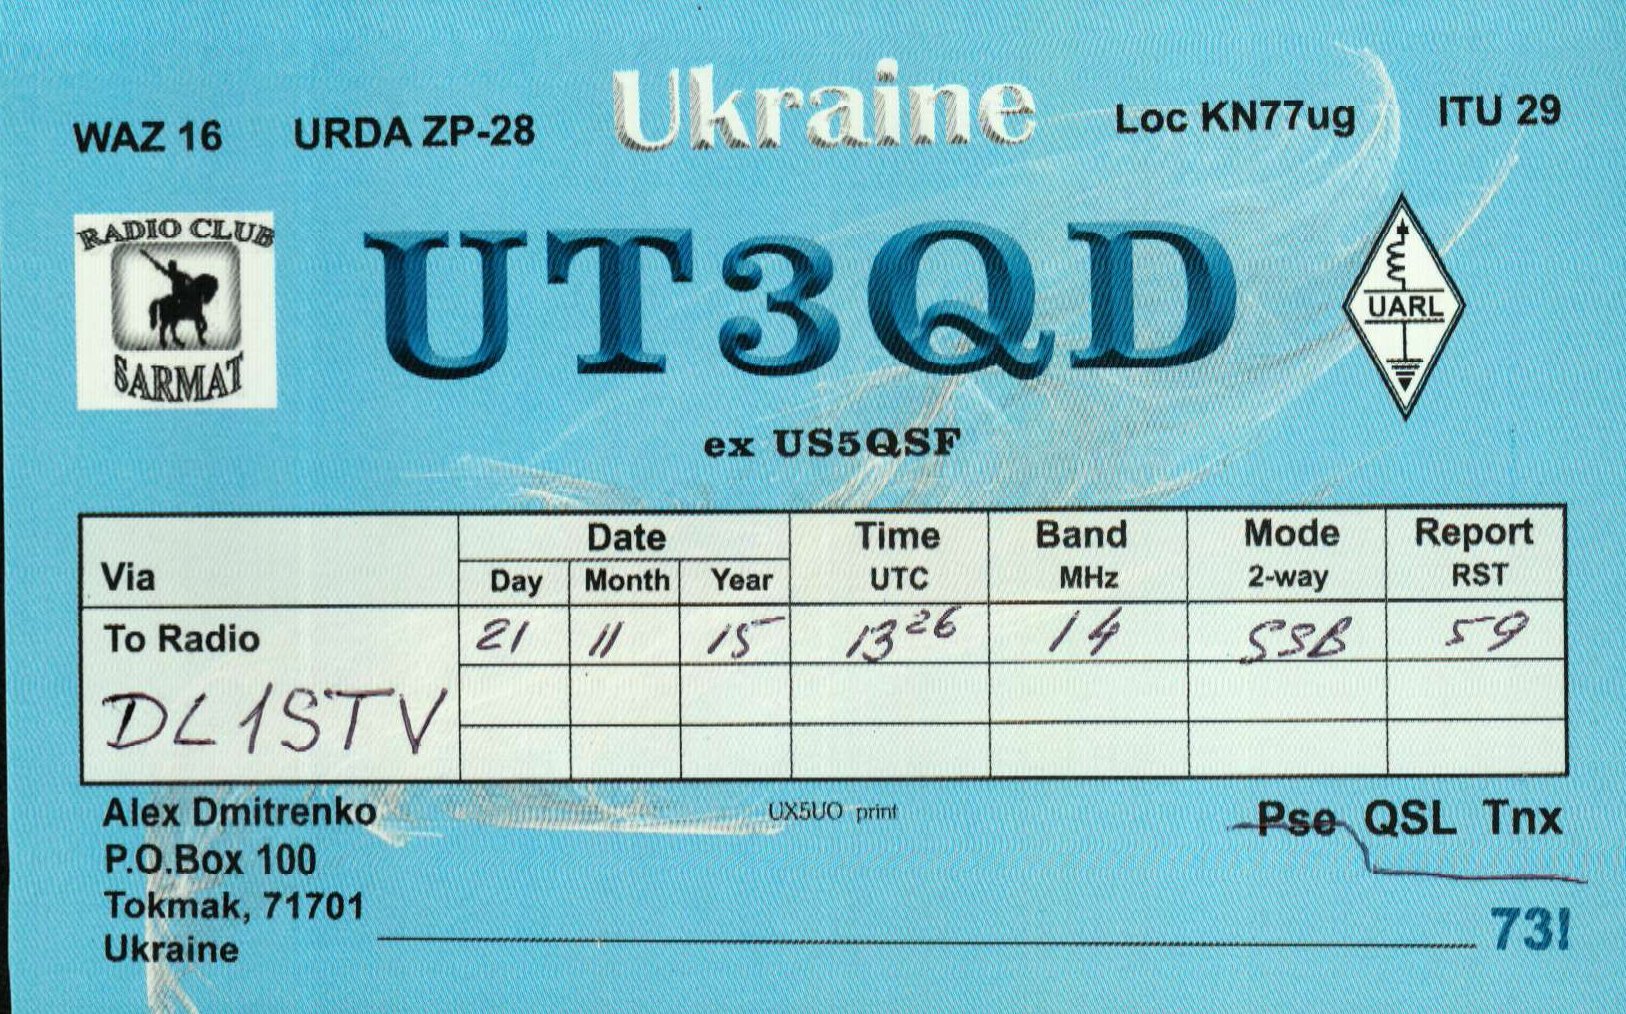 Ukraine
WAZ 16 URDA ZP-28 Loc KN77ug ITU 29
RADIO CLUB
SARMAT
UT3QD
UARL
ex US5QSF
Via Date Time Band Mode Report
Day Month Year UTC MHz 2-way RST
To Radio 21 11 15 13 26 14 SSB 59
DL1STV
Alex Dmitrenko UX5UO print Pse QSL Tnx
P.O.Box 100
Tokmak, 71701
Ukraine 73!